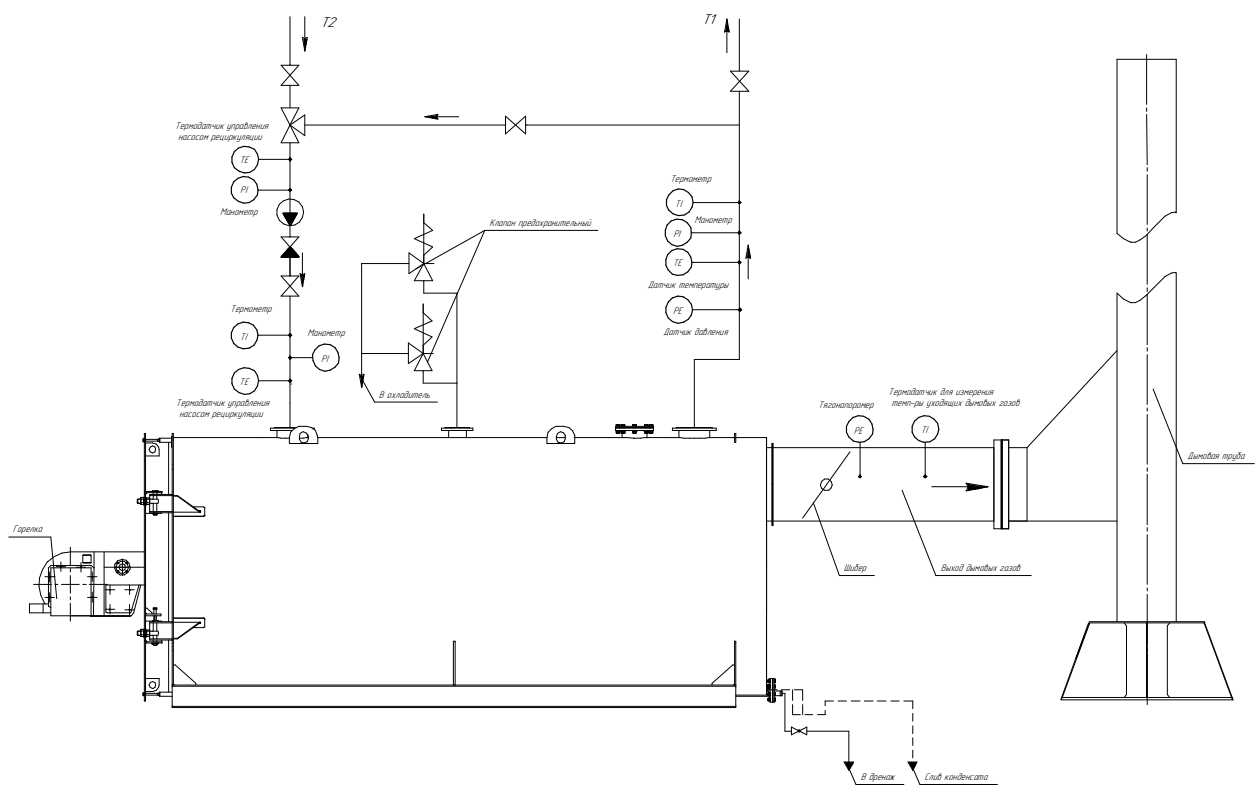 T2
T1
Термодатчик управления
насосом рециркуляции
TE
PI
Манометр
Клапан предохранительный
Термометр
TI
Манометр
PI
TE
Датчик температуры
PE
Датчик давления
Термометр
TI
Манометр
PI
TE
Термодатчик управления
насосом рециркуляции
В охладитель
Термодатчик для измерения
темп-ры уходящих дымовых газов
Тягонапоромер
PE
TI
Дымовая труба
Горелка
Шибер
Выход дымовых газов
В дренаж
Слив конденсата